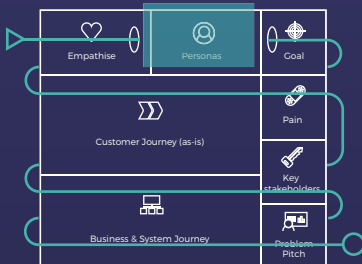 Empathise
Personas
Goal
Pain
Customer Journey (as-is)
Key
stakeholders
Business & System Journey
Problem
Pitch